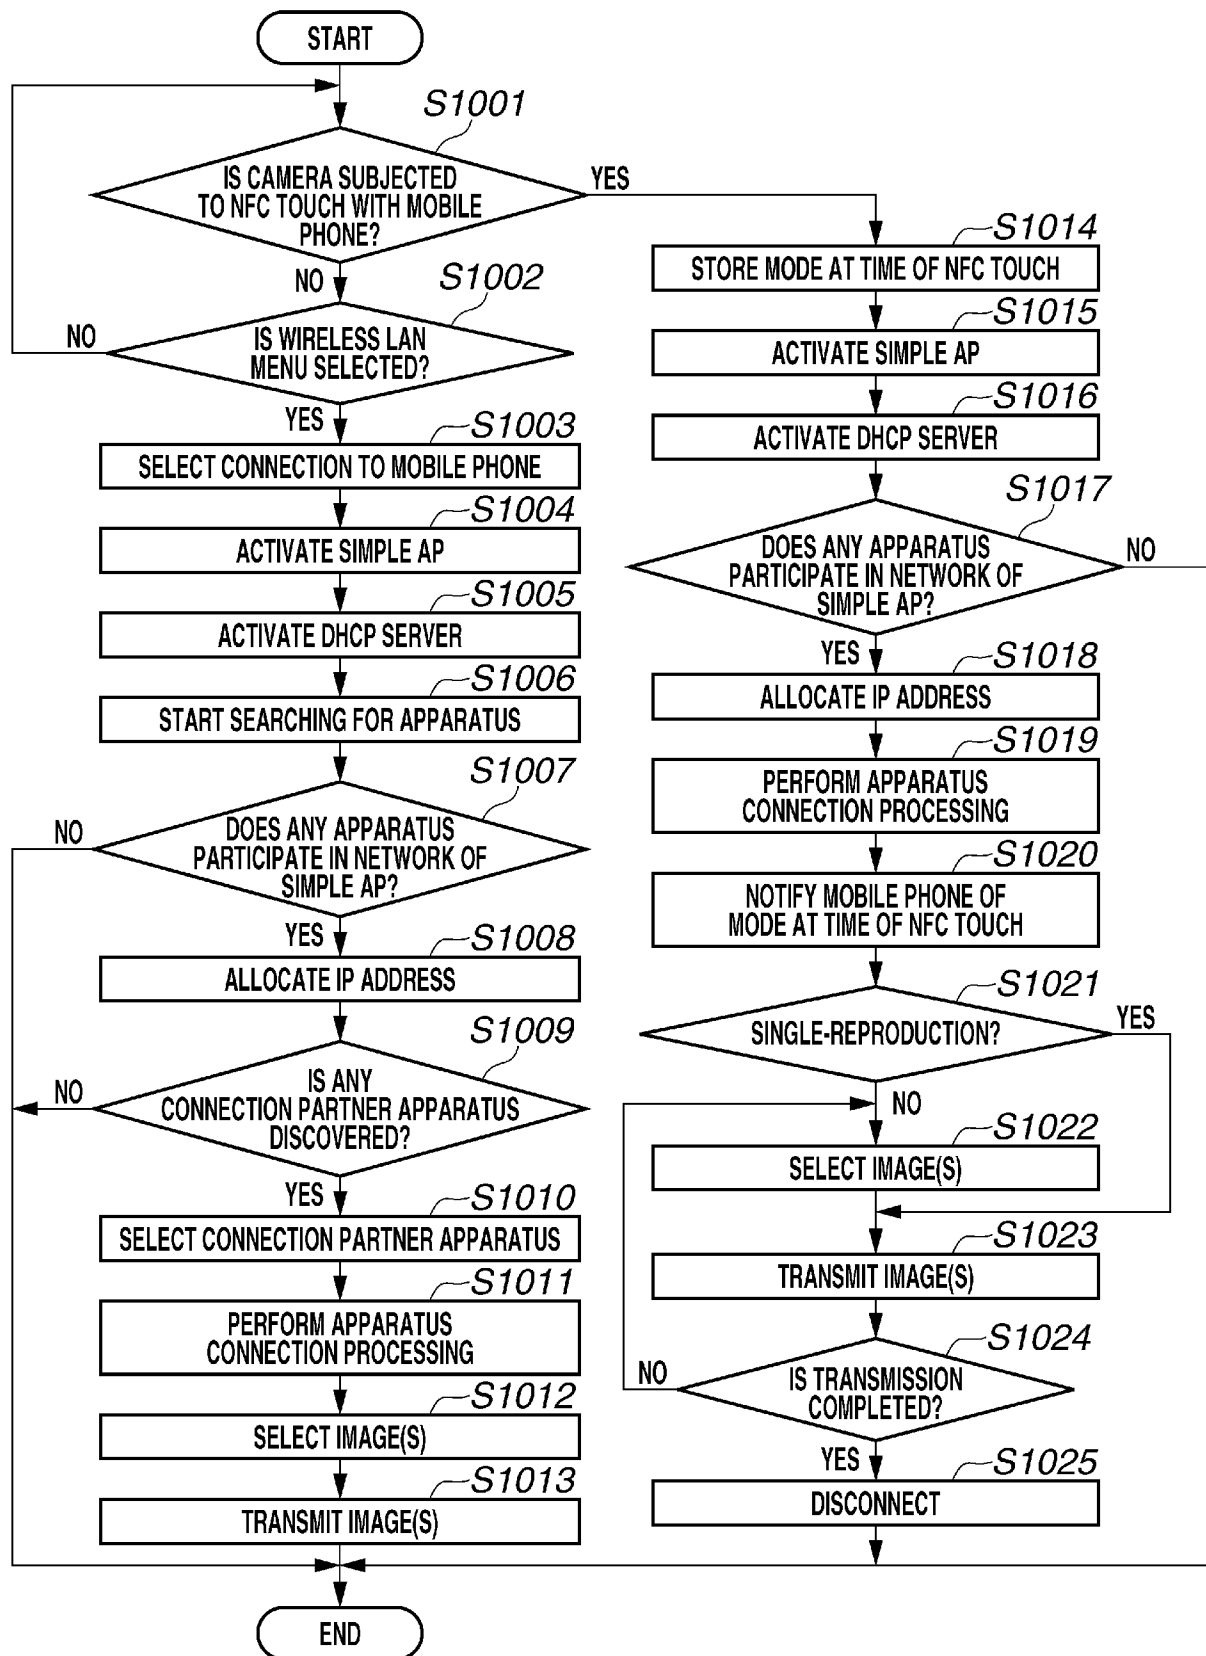 START
S1001
IS CAMERA SUBJECTED
TO NFC TOUCH WITH MOBILE
PHONE?
YES
NO
S1002
IS WIRELESS LAN
MENU SELECTED?
NO
YES
S1003
SELECT CONNECTION TO MOBILE PHONE
S1004
ACTIVATE SIMPLE AP
S1005
ACTIVATE DHCP SERVER
S1006
START SEARCHING FOR APPARATUS
S1007
DOES ANY APPARATUS
PARTICIPATE IN NETWORK OF
SIMPLE AP?
NO
YES
S1008
ALLOCATE IP ADDRESS
S1009
IS ANY
CONNECTION PARTNER APPARATUS
DISCOVERED?
NO
YES
S1010
SELECT CONNECTION PARTNER APPARATUS
S1011
PERFORM APPARATUS
CONNECTION PROCESSING
S1012
SELECT IMAGE(S)
S1013
TRANSMIT IMAGE(S)
END
S1014
STORE MODE AT TIME OF NFC TOUCH
S1015
ACTIVATE SIMPLE AP
S1016
ACTIVATE DHCP SERVER
S1017
DOES ANY APPARATUS
PARTICIPATE IN NETWORK OF
SIMPLE AP?
NO
YES
S1018
ALLOCATE IP ADDRESS
S1019
PERFORM APPARATUS
CONNECTION PROCESSING
S1020
NOTIFY MOBILE PHONE OF
MODE AT TIME OF NFC TOUCH
S1021
SINGLE-REPRODUCTION?
YES
NO
S1022
SELECT IMAGE(S)
S1023
TRANSMIT IMAGE(S)
S1024
IS TRANSMISSION
COMPLETED?
NO
YES
S1025
DISCONNECT